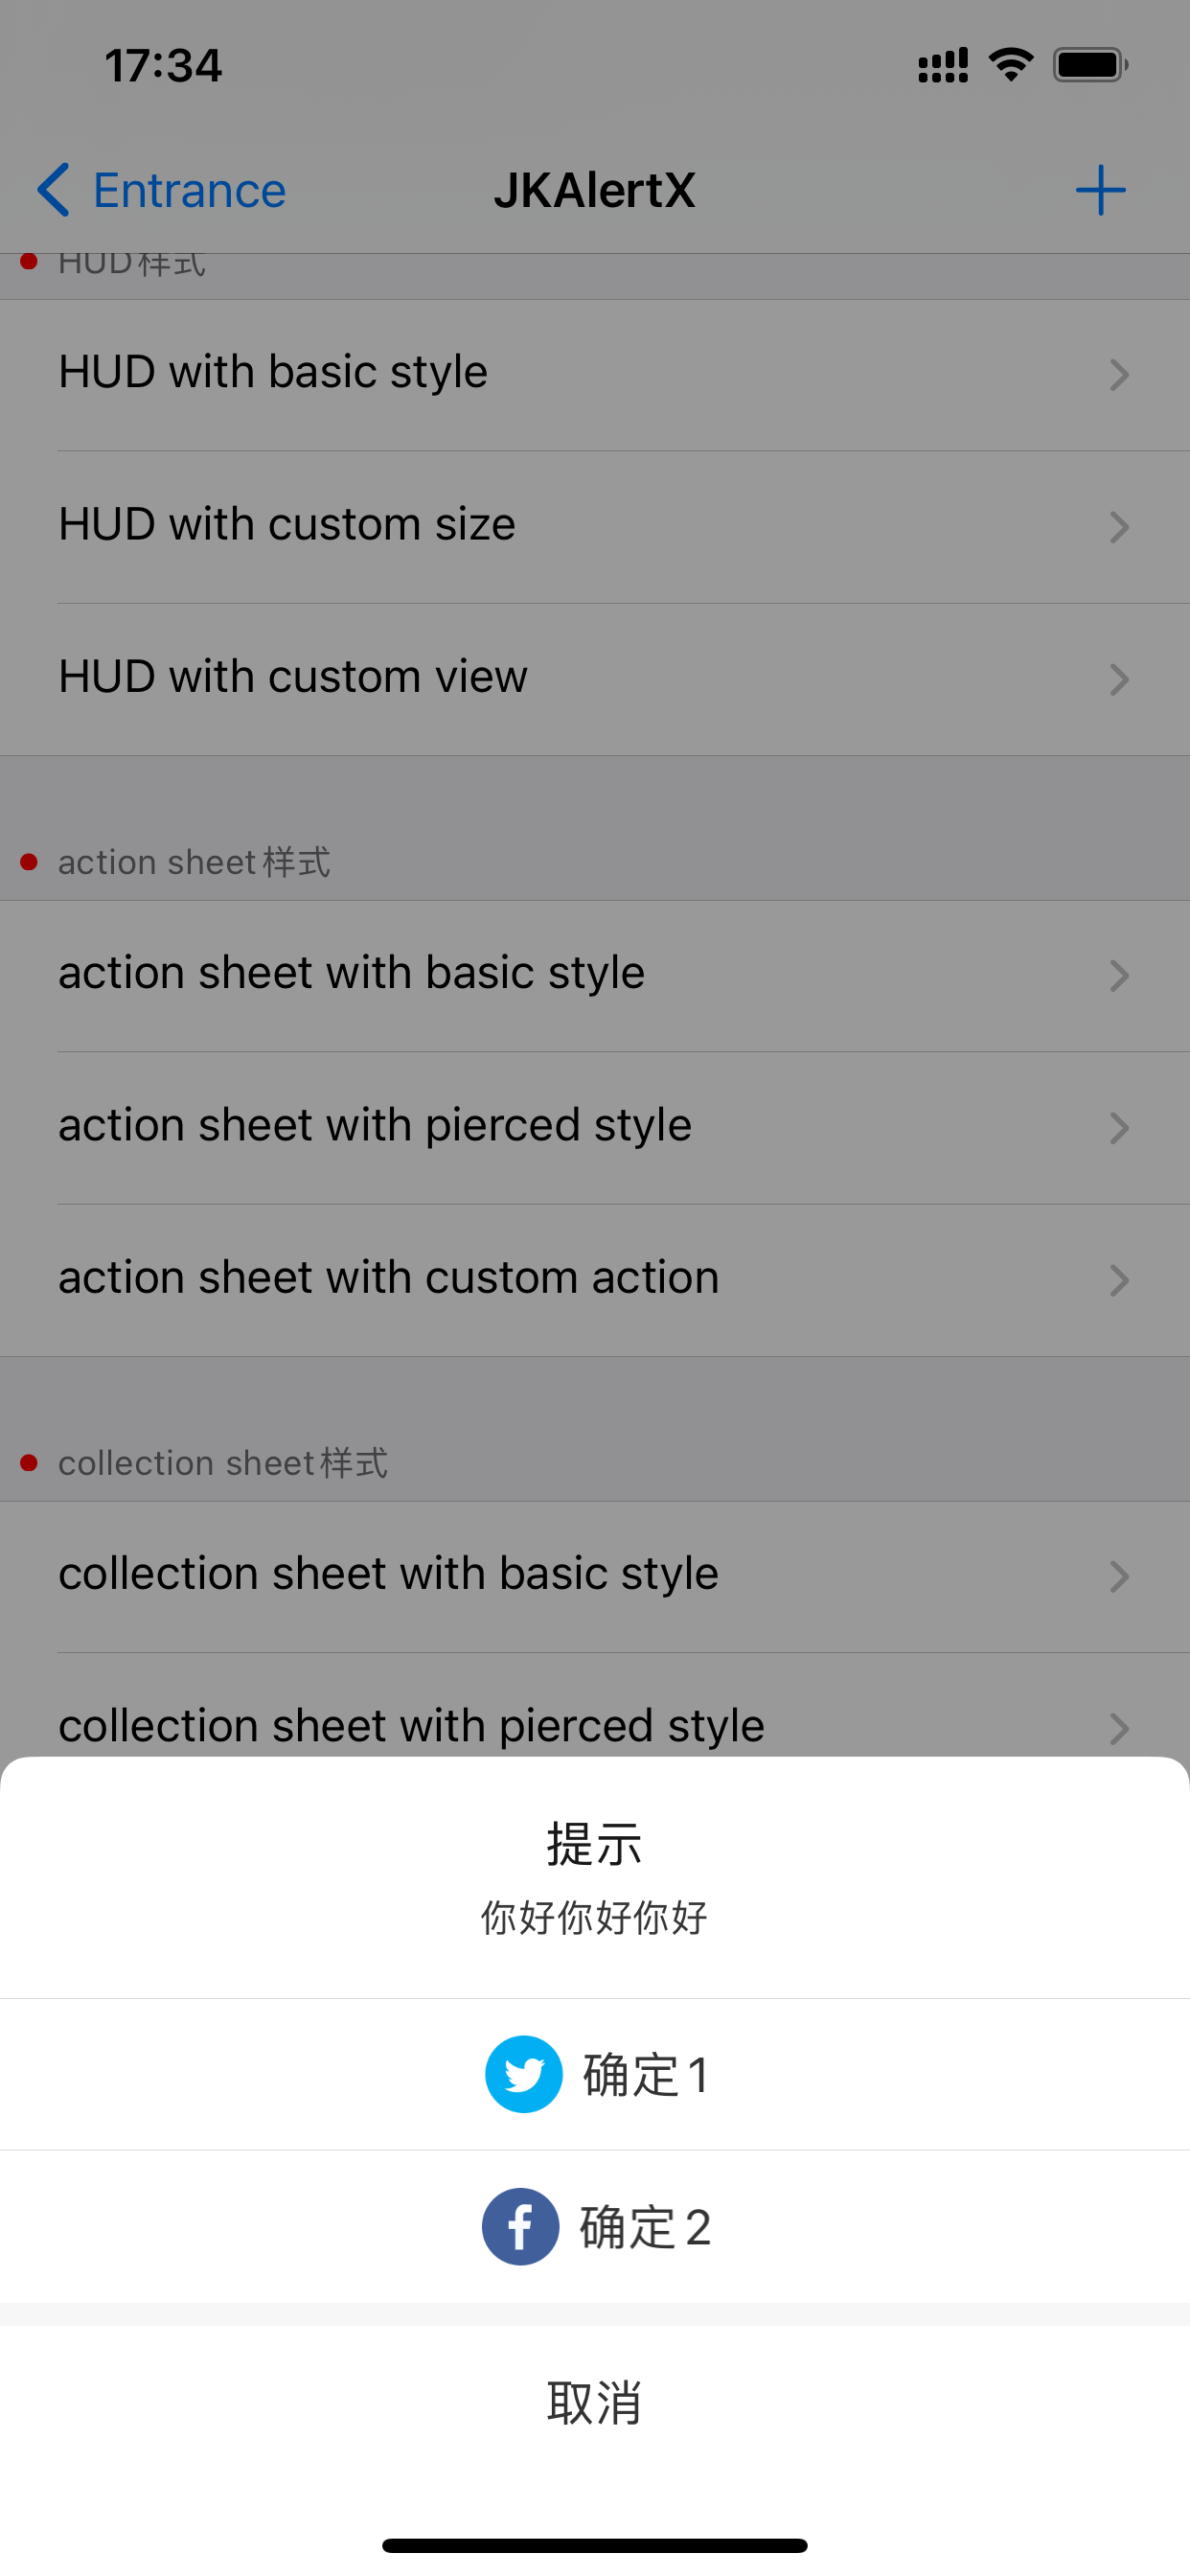 17:34
Entrance
JKAlertX
HUD样式
HUD with basic style
HUD with custom size
HUD with custom view
action sheet样式
action sheet with basic style
action sheet with pierced style
action sheet with custom action
collection sheet样式
collection sheet with basic style
collection sheet with pierced style
提示
你好你好你好
确定1
确定2
取消